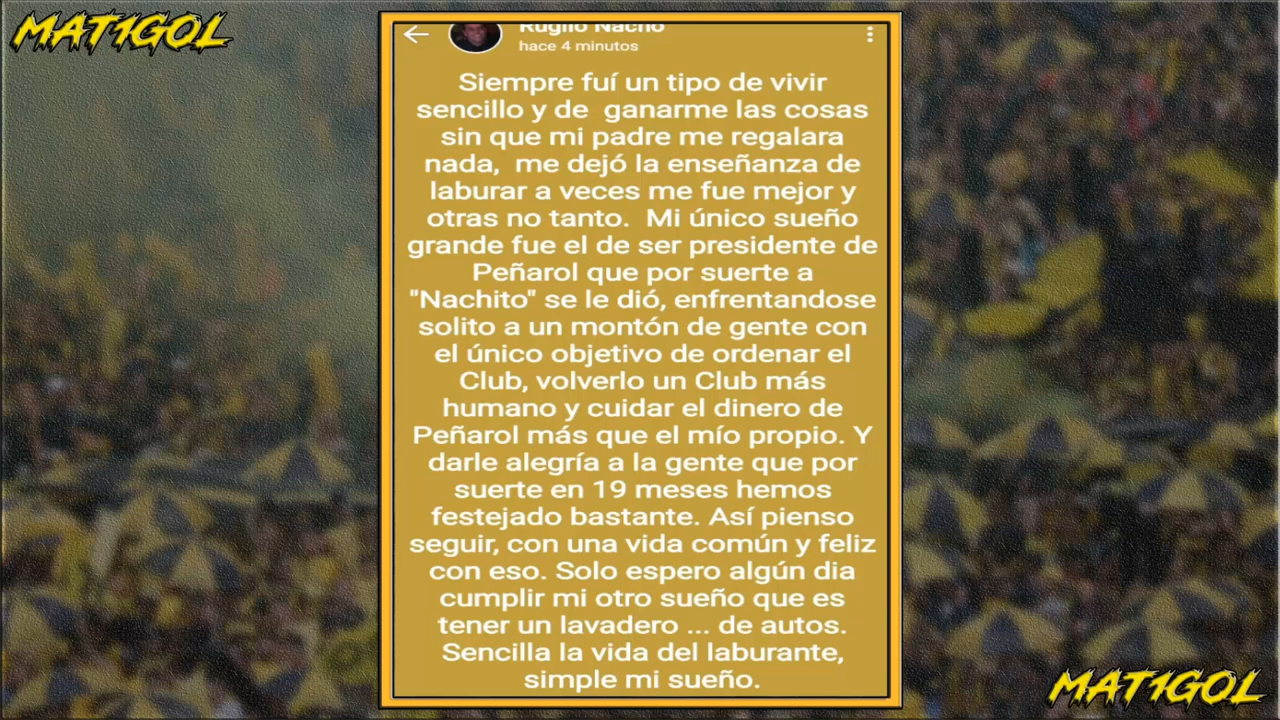 MAT1GOL
Ruglio Nacho
hace 4 minutos
Siempre fuí un tipo de vivir
sencillo y de ganarme las cosas
sin que mi padre me regalara
nada, me dejó la enseñanza de
laburar a veces me fue mejor y
otras no tanto. Mi único sueño
grande fue el de ser presidente de
Peñarol que por suerte a
"Nachito" se le dió, enfrentandose
solito a un montón de gente con
el único objetivo de ordenar el
Club, volverlo un Club más
humano y cuidar el dinero de
Peñarol más que el mío propio. Y
darle alegría a la gente que por
suerte en 19 meses hemos
festejado bastante. Así pienso
seguir, con una vida común y feliz
con eso. Solo espero algún dia
cumplir mi otro sueño que es
tener un lavadero ... de autos.
Sencilla la vida del laburante,
simple mi sueño.
MAT1GOL